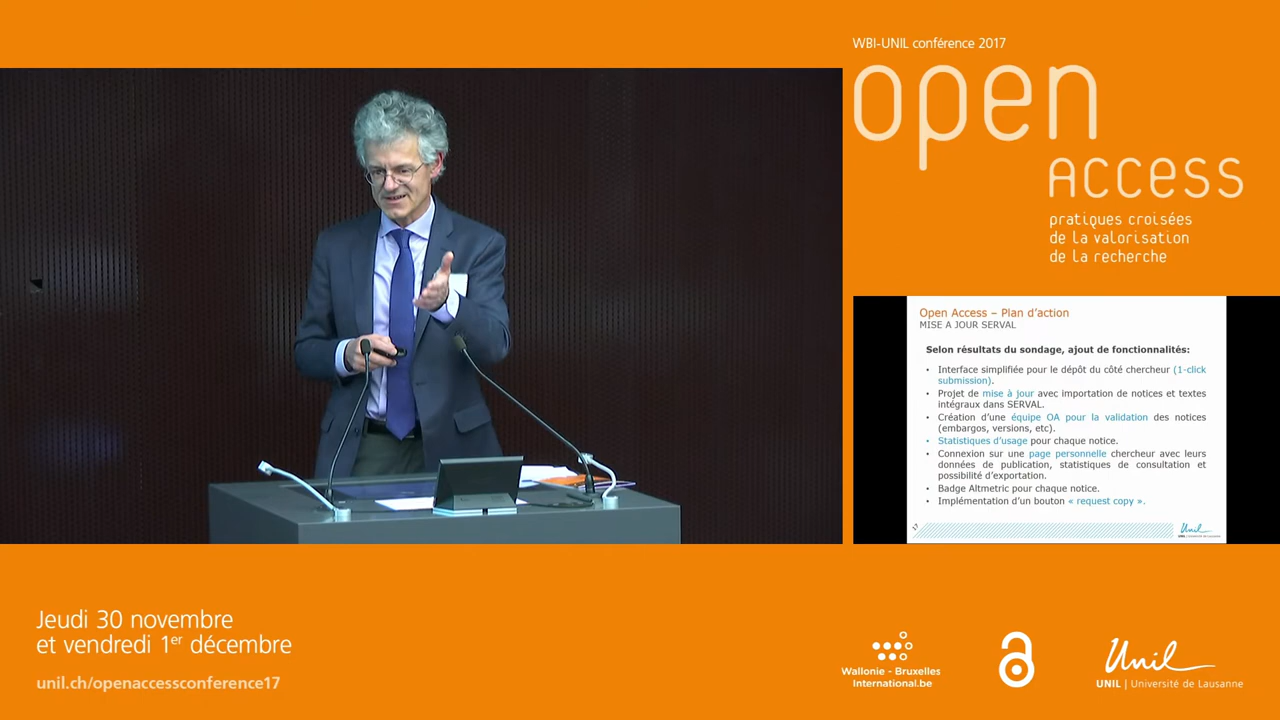 WBI-UNIL conférence 2017
open
access
pratiques croisées
de la valorisation
de la recherche
Open Access – Plan d'action
MISE A JOUR SERVAL
Selon résultats du sondage, ajout de fonctionnalités:
• Interface simplifiée pour le dépôt du côté chercheur (1-click
submission).
• Projet de mise à jour avec importation de notices et textes
intégraux dans SERVAL.
• Création d'une équipe OA pour la validation des notices
(embargos, versions, etc).
• Statistiques d'usage pour chaque notice.
• Connexion sur une page personnelle chercheur avec leurs
données de publication, statistiques de consultation et
possibilité d'exportation.
• Badge Altmetric pour chaque notice.
• Implémentation d'un bouton « request copy ».
17
Unil
UNIL | Université de Lausanne
Jeudi 30 novembre
et vendredi 1er décembre
unil.ch/openaccessconference17
Wallonie - Bruxelles
International.be
Unil
UNIL | Université de Lausanne